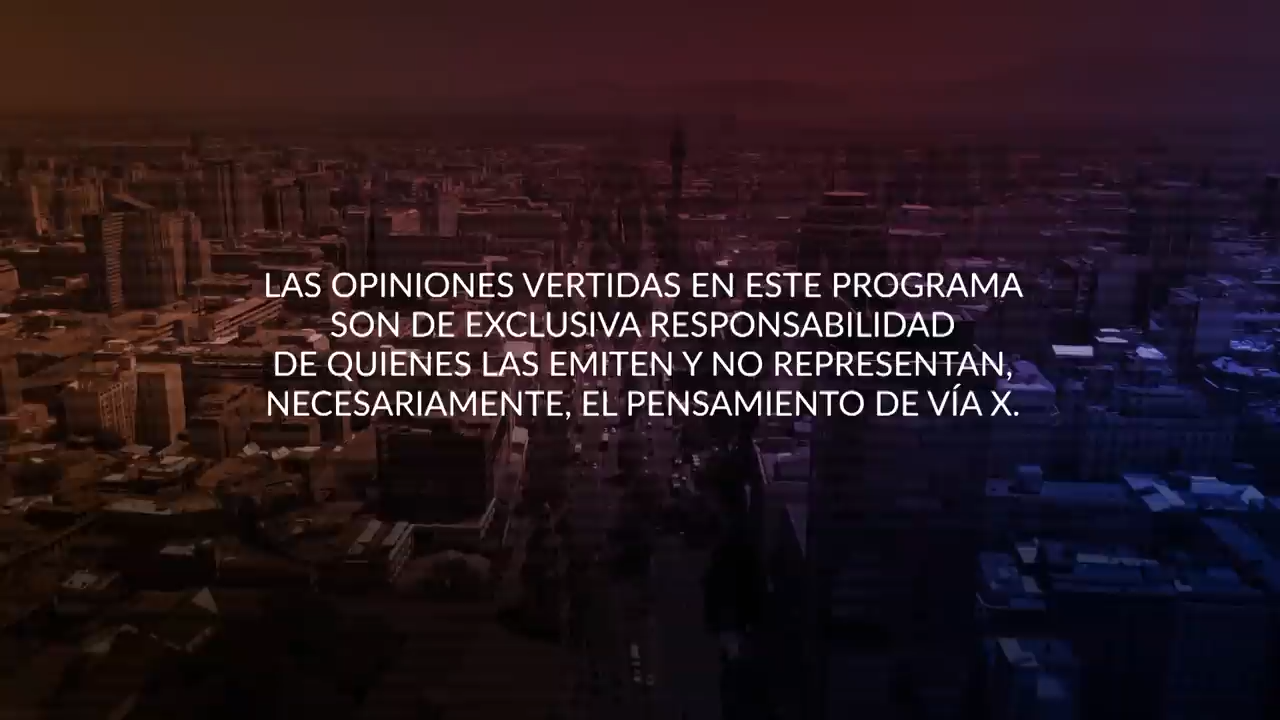 LAS OPINIONES VERTIDAS EN ESTE PROGRAMA
SON DE EXCLUSIVA RESPONSABILIDAD
DE QUIENES LAS EMITEN Y NO REPRESENTAN,
NECESARIAMENTE, EL PENSAMIENTO DE VÍA X.